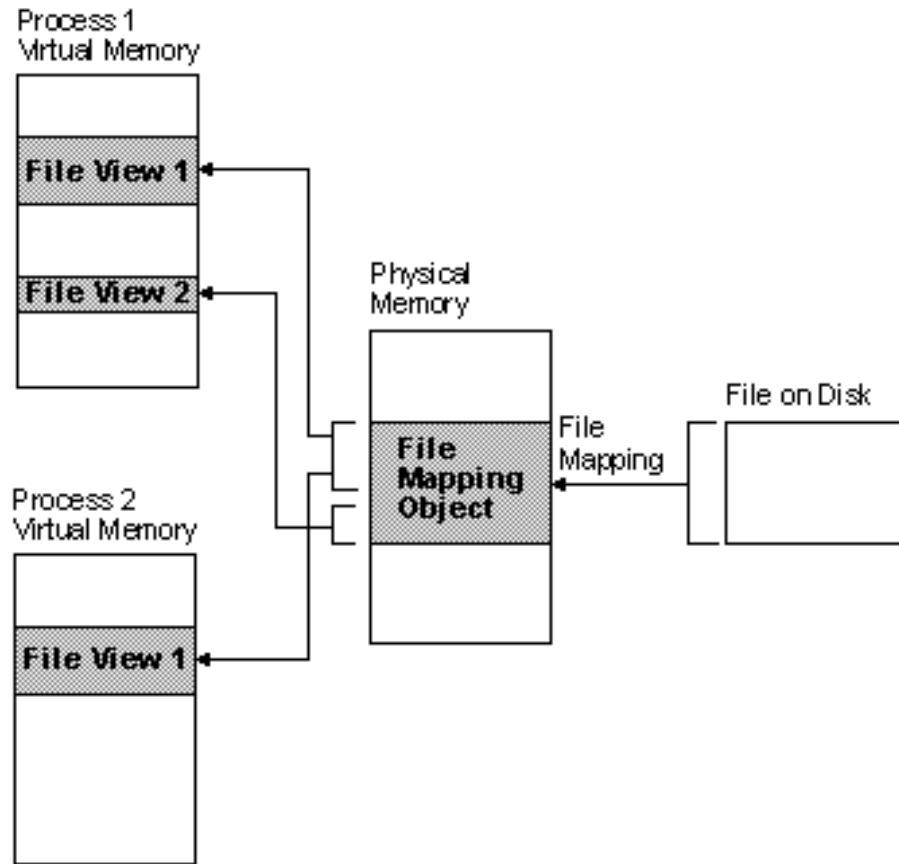 Process 1
Virtual Memory
File View 1
File View 2
Physical
Memory
File
Mapping
Object
File
Mapping
File on Disk
Process 2
Virtual Memory
File View 1